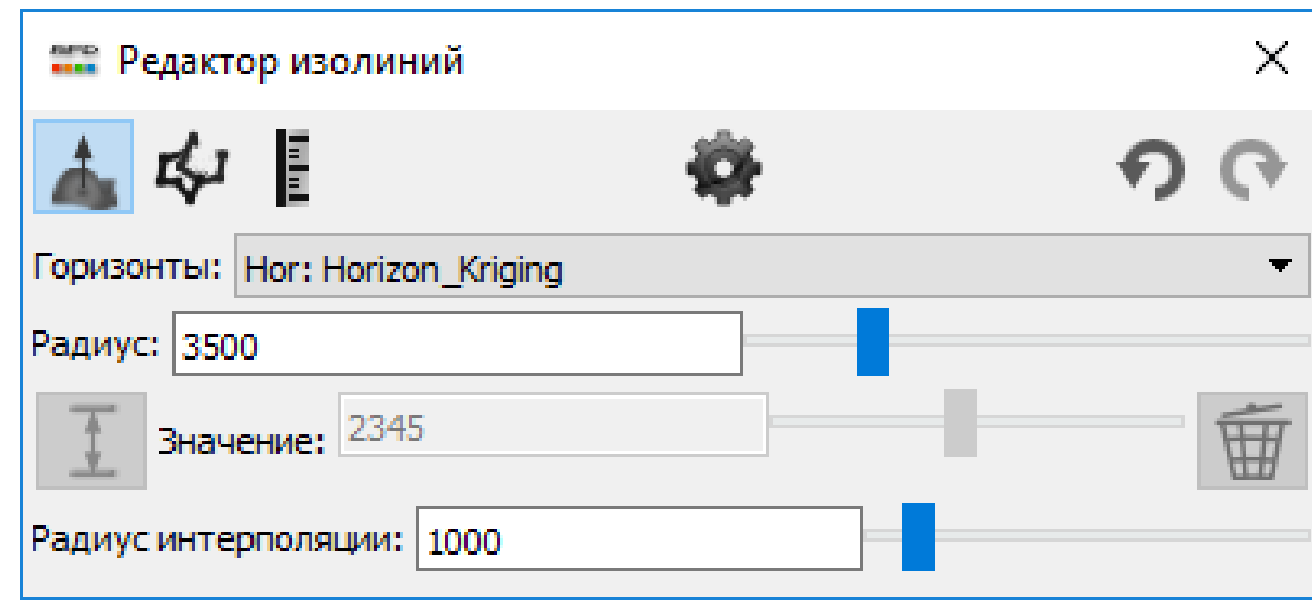 Редактор изолиний
Горизонты: Hor: Horizon_Kriging
Радиус: 3500
Значение: 2345
Радиус интерполяции: 1000